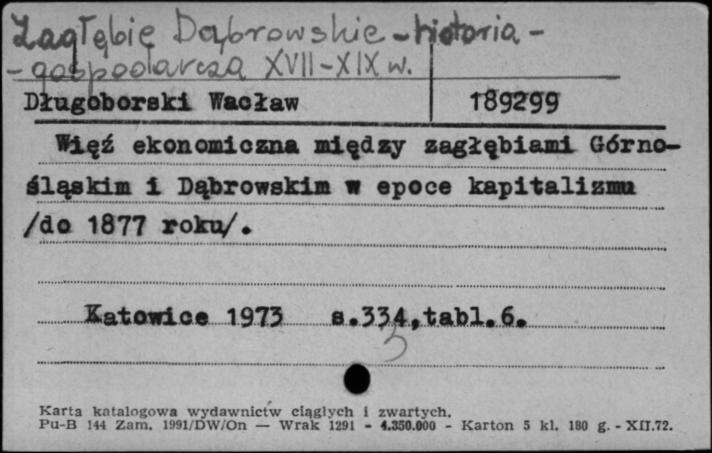 Zagłębie Dąbrowskie - historia -
- gospodarcza XVII - XIX w.
Długoborski Wacław 189299
Więź ekonomiczna między zagłębiami Górno-
śląskim i Dąbrowskim w epoce kapitalizmu
/do 1877 roku/.
Katowice 1973 s.334,tabl.6.
3
Karta katalogowa wydawnictw ciągłych i zwartych.
Pu-B 144 Zam. 1991/DW/On — Wrak 1291 - 4.350.000 - Karton 5 kl. 180 g. - XII.72.